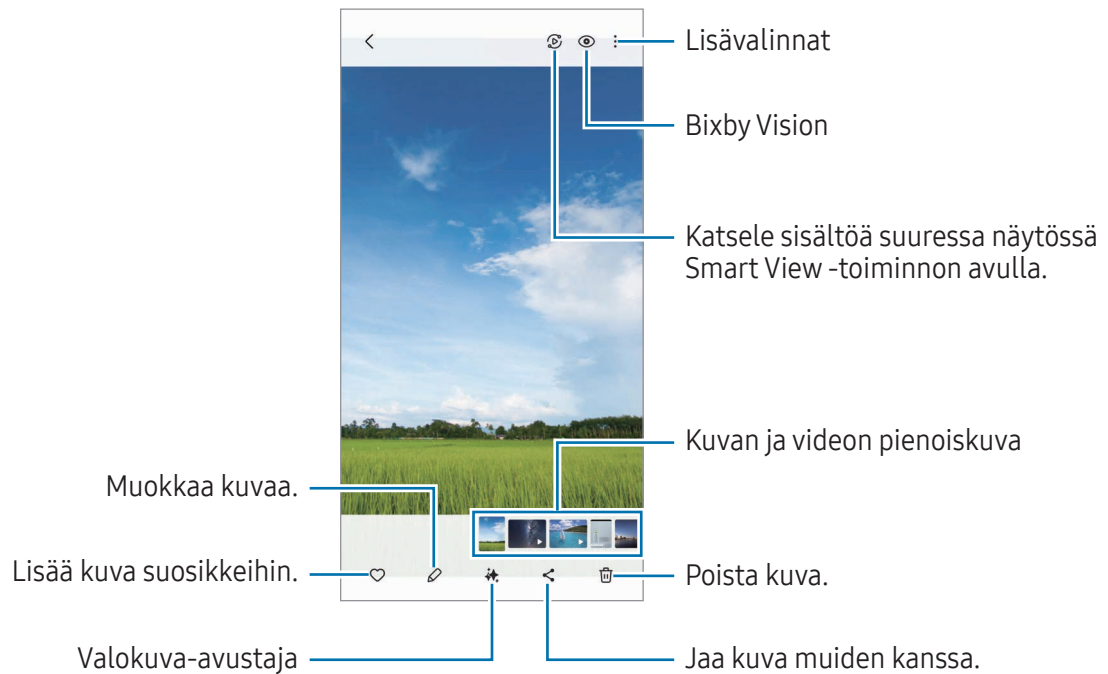 Lisävalinnat
Bixby Vision
Katsele sisältöä suuressa näytössä
Smart View -toiminnon avulla.
Kuvan ja videon pienoiskuva
Muokkaa kuvaa.
Lisää kuva suosikkeihin.
Poista kuva.
Valokuva-avustaja
Jaa kuva muiden kanssa.